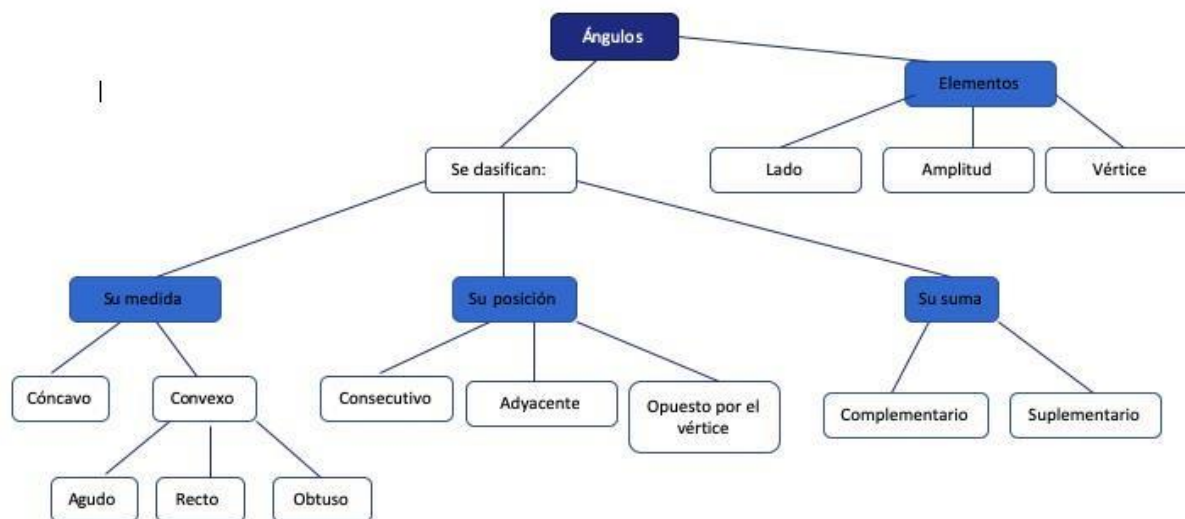 Ángulos
Elementos
Lado
Amplitud
Vértice
Se clasifican:
Su medida
Su posición
Su suma
Cóncavo
Convexo
Consecutivo
Adyacente
Opuesto por el
vértice
Complementario
Suplementario
Agudo
Recto
Obtuso